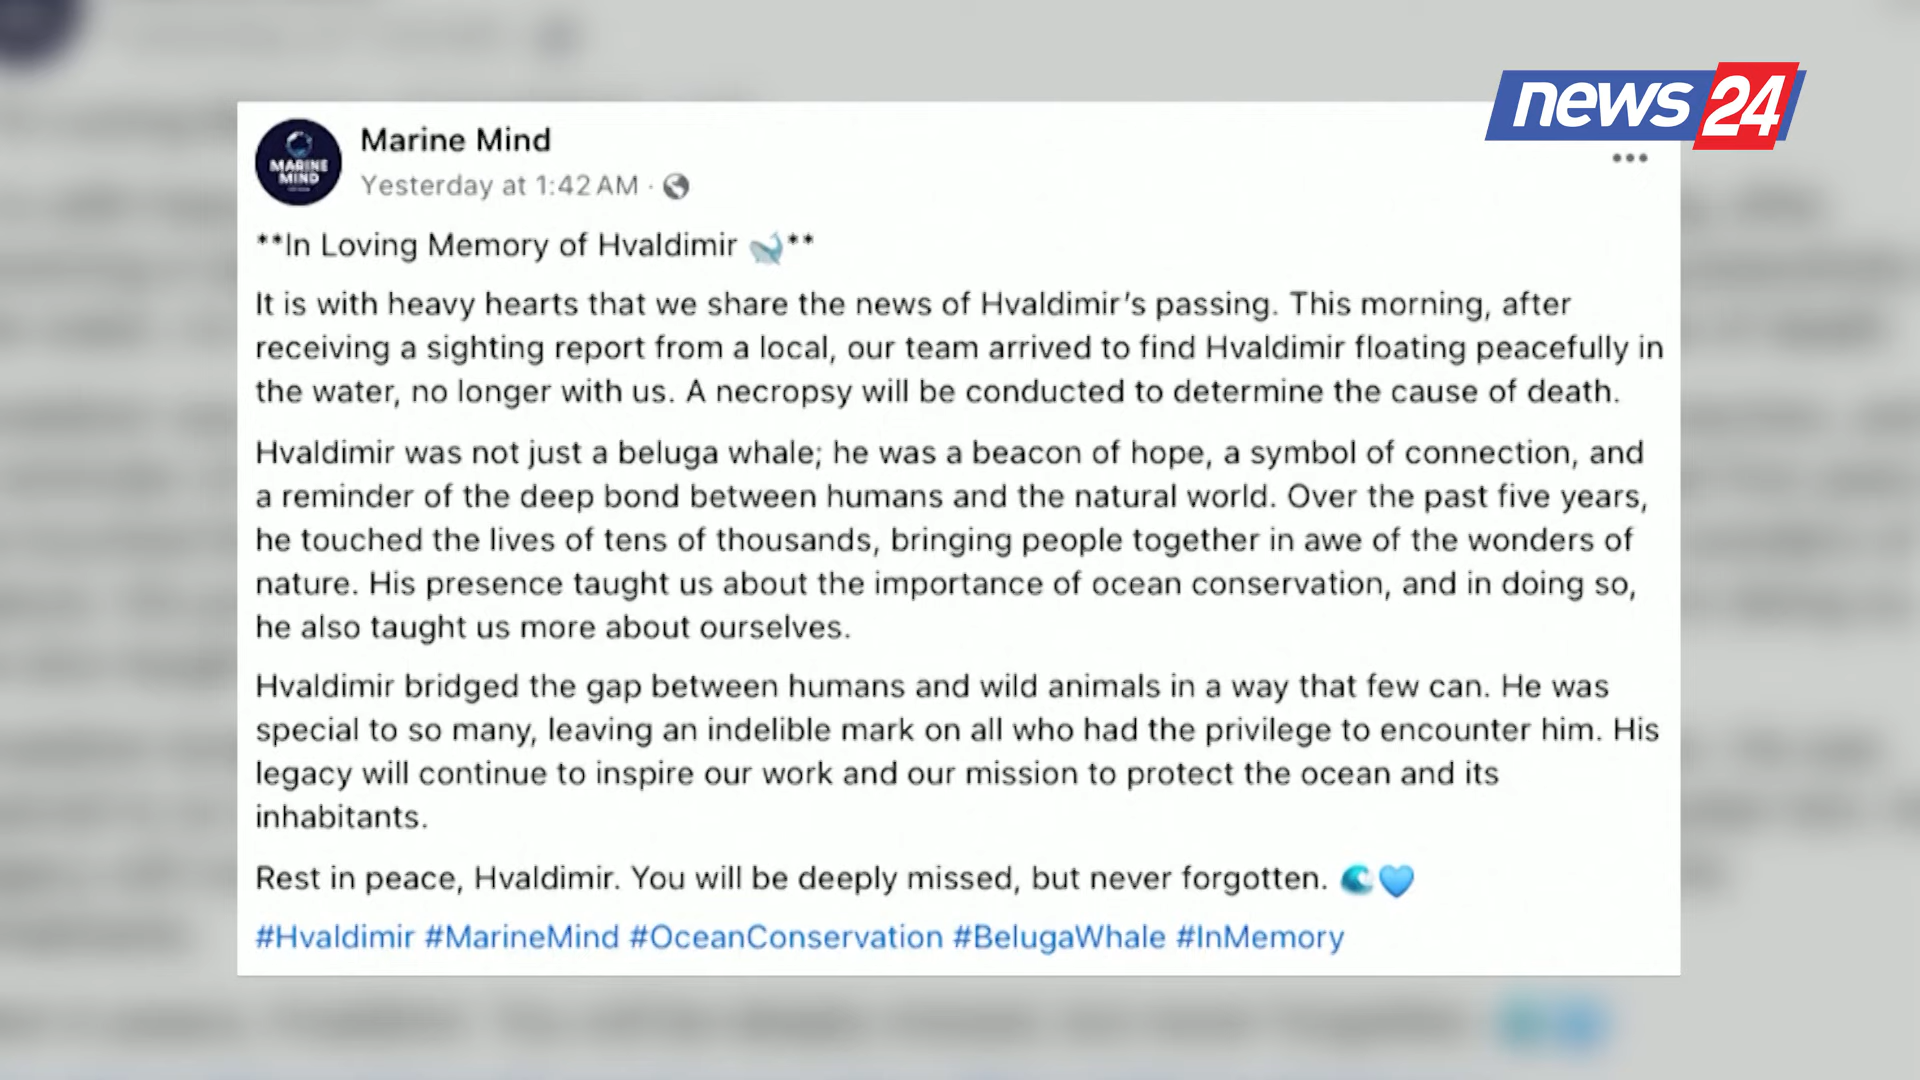 news 24
MARINE
MIND
Marine Mind
Yesterday at 1:42 AM ·
**In Loving Memory of Hvaldimir 🐋**
It is with heavy hearts that we share the news of Hvaldimir's passing. This morning, after
receiving a sighting report from a local, our team arrived to find Hvaldimir floating peacefully in
the water, no longer with us. A necropsy will be conducted to determine the cause of death.
Hvaldimir was not just a beluga whale; he was a beacon of hope, a symbol of connection, and
a reminder of the deep bond between humans and the natural world. Over the past five years,
he touched the lives of tens of thousands, bringing people together in awe of the wonders of
nature. His presence taught us about the importance of ocean conservation, and in doing so,
he also taught us more about ourselves.
Hvaldimir bridged the gap between humans and wild animals in a way that few can. He was
special to so many, leaving an indelible mark on all who had the privilege to encounter him. His
legacy will continue to inspire our work and our mission to protect the ocean and its
inhabitants.
Rest in peace, Hvaldimir. You will be deeply missed, but never forgotten. 🌊💙
#Hvaldimir #MarineMind #OceanConservation #BelugaWhale #InMemory